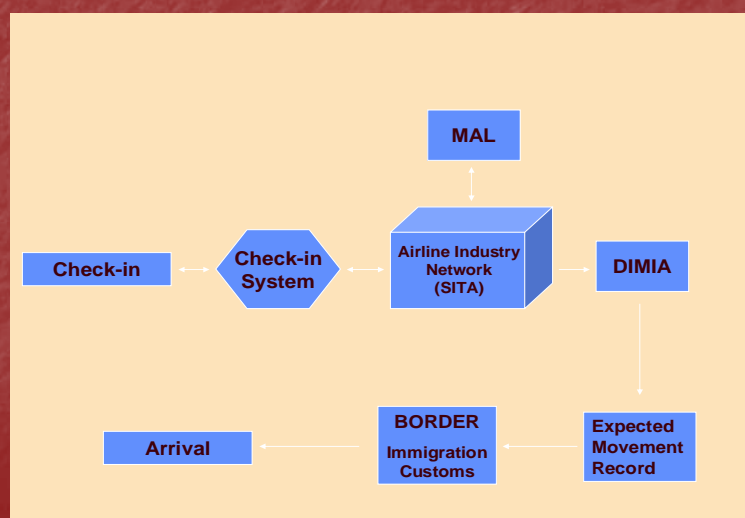 MAL
Check-in
Check-in
System
Airline Industry
Network
(SITA)
DIMIA
Arrival
BORDER
Immigration
Customs
Expected
Movement
Record